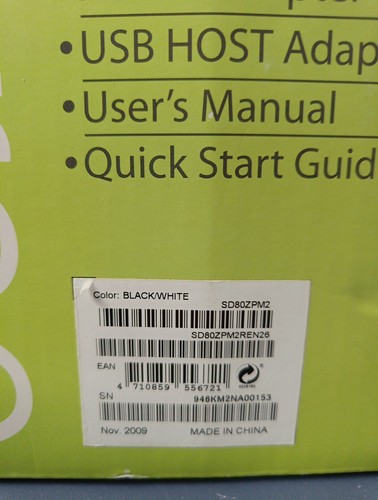 • USB HOST Adap
• User's Manual
• Quick Start Guid
Color: BLACK/WHITE
SD80ZPM2
SD80ZPM2REN26
EAN
4 710859 556721
SN
946KM2NA00153
Nov. 2009 MADE IN CHINA